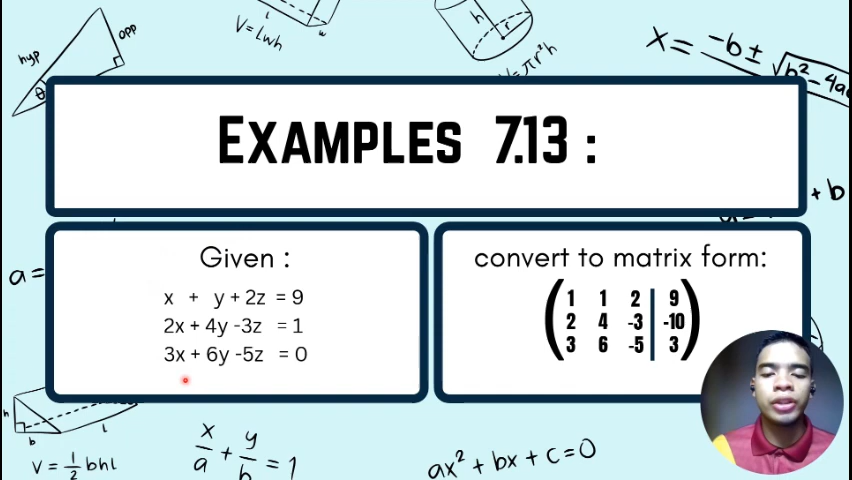 hyp
opp
θ
l
w
V=Lwh
h
r
V=πr²h
x= -b±√b²-4ac
EXAMPLES 7.13 :
+ b
a=
Given :
x + y + 2z = 9
2x + 4y -3z = 1
3x + 6y -5z = 0
convert to matrix form:
1 1 2 | 9
2 4 -3 | -10
3 6 -5 | 3
h
b
l
V = 1/2 bhl
x/a + y/b = 1
ax² + bx + c = 0